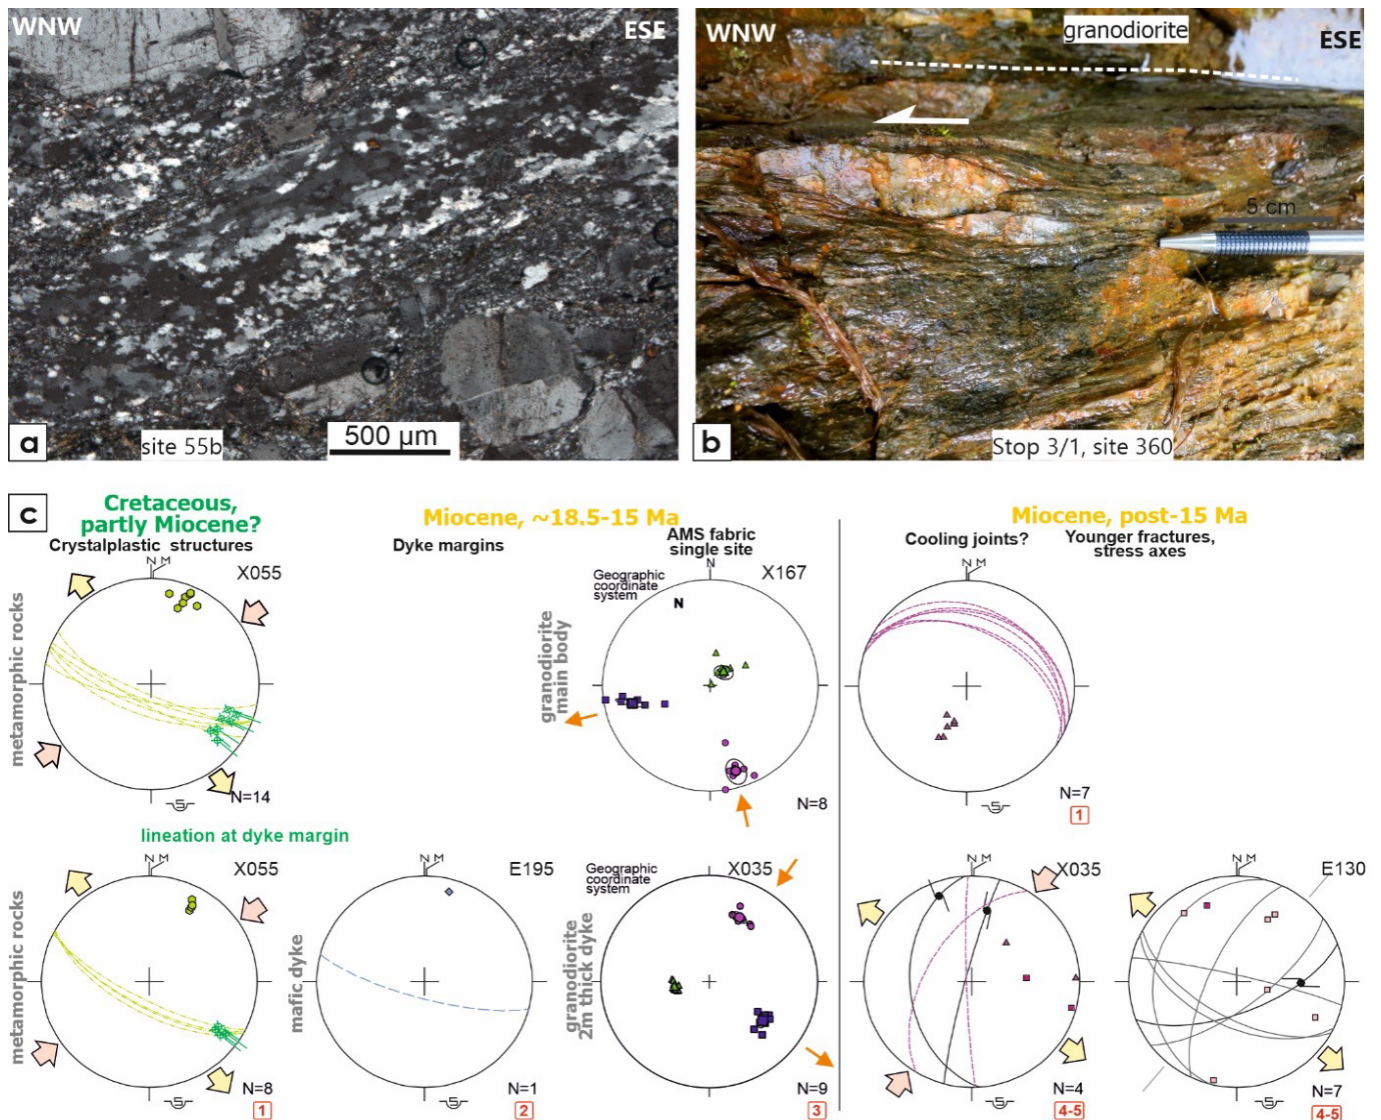 WNW
ESE
a
site 55b
500 µm
WNW
granodiorite
ESE
5 cm
b
Stop 3/1, site 360
c
Cretaceous,
partly Miocene?
Miocene, ~18.5-15 Ma
Miocene, post-15 Ma
Crystalplastic structures
Dyke margins
AMS fabric
single site
Cooling joints?
Younger fractures,
stress axes
metamorphic rocks
N M
X055
S
N=14
granodiorite
main body
Geographic
coordinate
system
N
N
X167
N=8
N M
S
N=7
1
lineation at dyke margin
metamorphic rocks
N M
X055
S
N=8
1
mafic dyke
N M
E195
S
N=1
2
granodiorite
2m thick dyke
Geographic
coordinate
system
N
X035
N=9
3
N M
X035
S
N=4
4-5
N M
E130
S
N=7
4-5